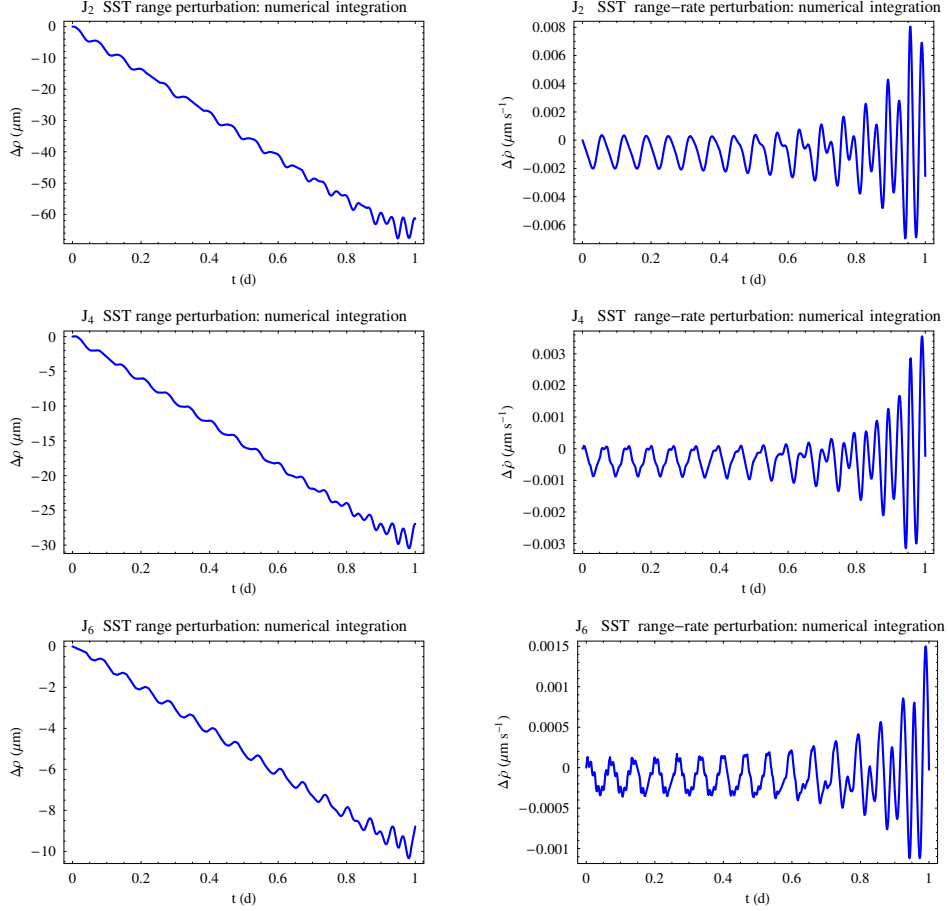 J₂ SST range perturbation: numerical integration
0
−10
−20
−30
−40
−50
−60
Δρ (μm)
0 0.2 0.4 0.6 0.8 1
t (d)
J₂ SST range−rate perturbation: numerical integration
0.008
0.006
0.004
0.002
0
−0.002
−0.004
−0.006
Δρ̇ (μm s⁻¹)
0 0.2 0.4 0.6 0.8 1
t (d)
J₄ SST range perturbation: numerical integration
0
−5
−10
−15
−20
−25
−30
Δρ (μm)
0 0.2 0.4 0.6 0.8 1
t (d)
J₄ SST range−rate perturbation: numerical integration
0.003
0.002
0.001
0
−0.001
−0.002
−0.003
Δρ̇ (μm s⁻¹)
0 0.2 0.4 0.6 0.8 1
t (d)
J₆ SST range perturbation: numerical integration
0
−2
−4
−6
−8
−10
Δρ (μm)
0 0.2 0.4 0.6 0.8 1
t (d)
J₆ SST range−rate perturbation: numerical integration
0.0015
0.001
0.0005
0
−0.0005
−0.001
Δρ̇ (μm s⁻¹)
0 0.2 0.4 0.6 0.8 1
t (d)